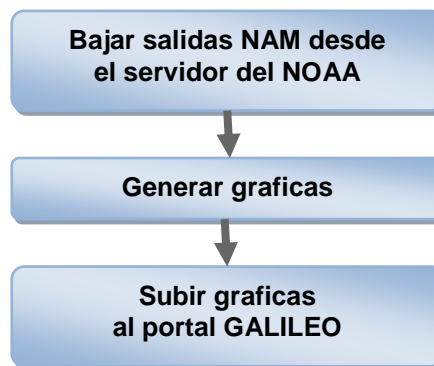 Bajar salidas NAM desde
el servidor del NOAA
Generar graficas
Subir graficas
al portal GALILEO